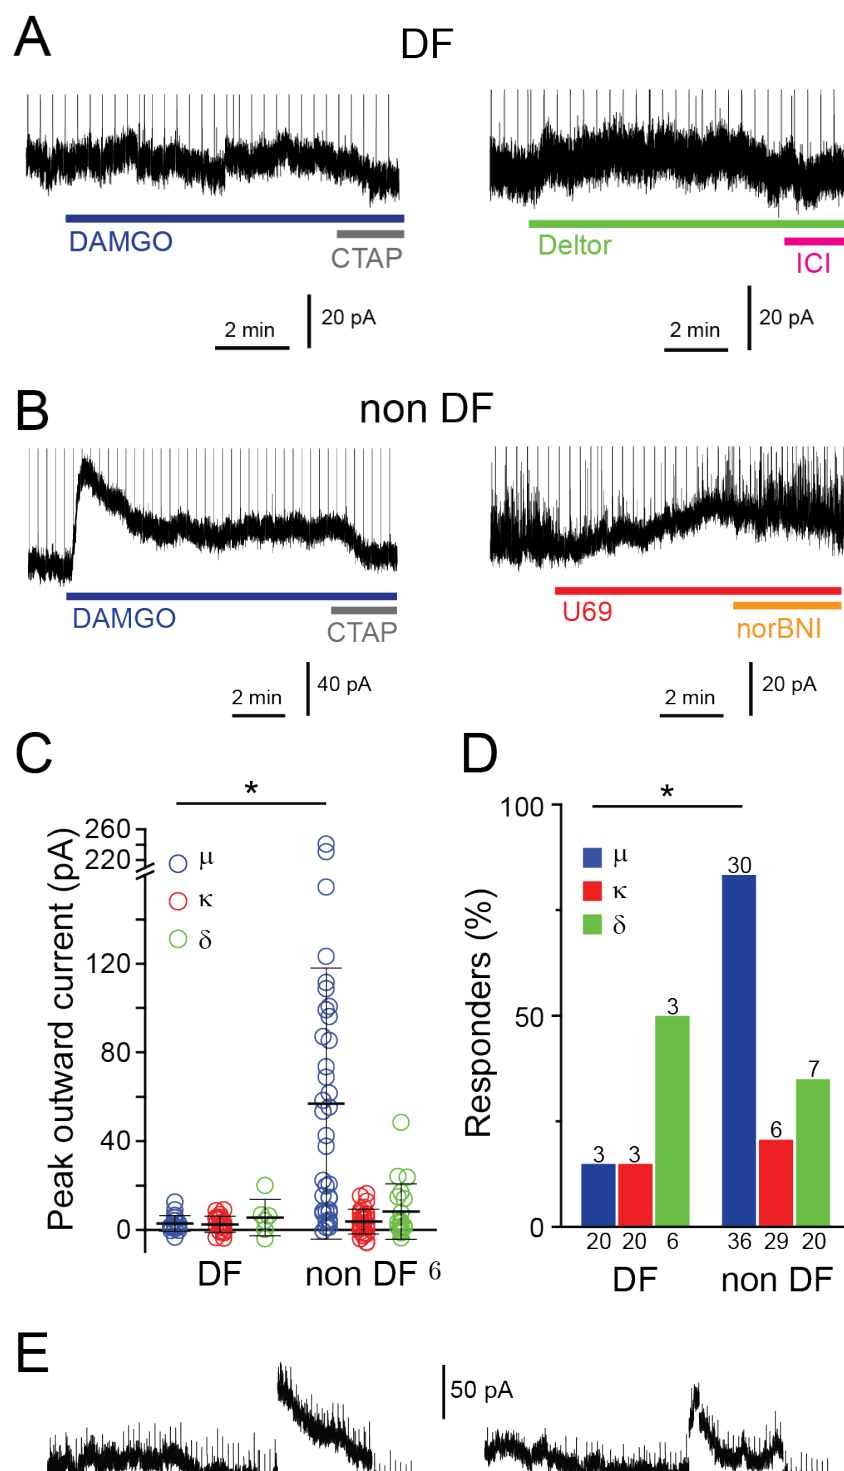 A
DF
DAMGO
CTAP
2 min
20 pA
Deltor
ICI
2 min
20 pA
B
non DF
DAMGO
CTAP
2 min
40 pA
U69
norBNI
2 min
20 pA
C
*
Peak outward current (pA)
260
220
120
80
40
0
μ
κ
δ
DF
non DF 6
D
*
Responders (%)
100
50
0
μ
κ
δ
3 3 3 30 6 7
20 20 6 36 29 20
DF
non DF
E
50 pA